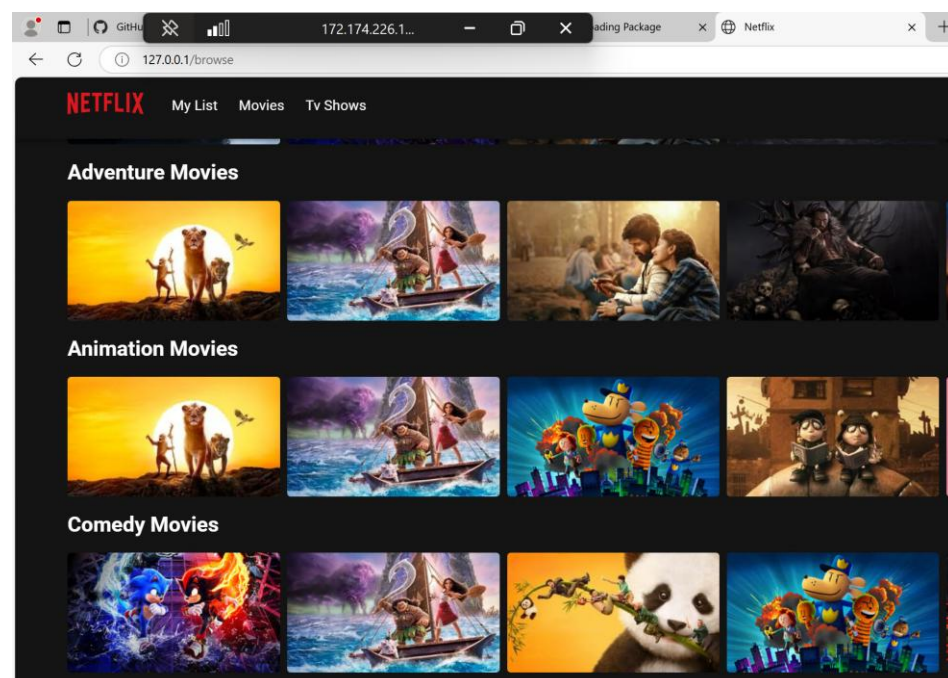 GitHu
172.174.226.1...
ading Package
Netflix
127.0.0.1/browse
NETFLIX
My List
Movies
Tv Shows
Adventure Movies
Animation Movies
Comedy Movies